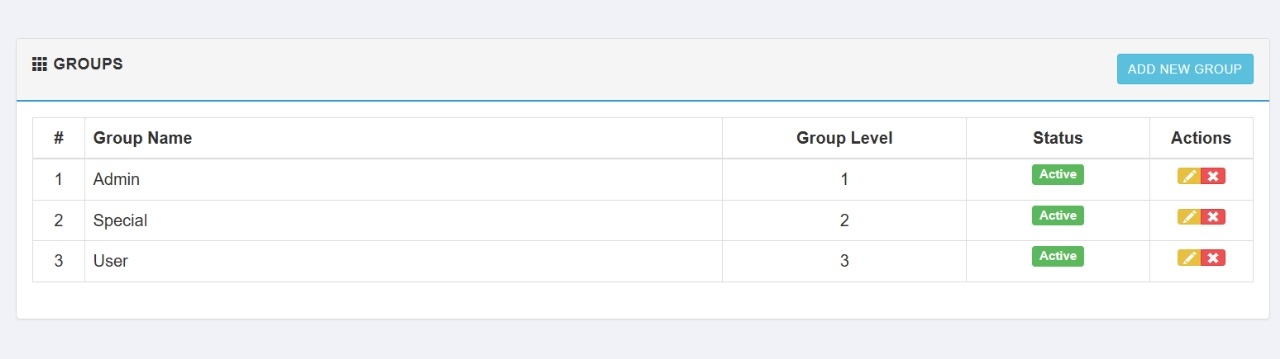 GROUPS
ADD NEW GROUP
# Group Name Group Level Status Actions
1 Admin 1 Active
2 Special 2 Active
3 User 3 Active